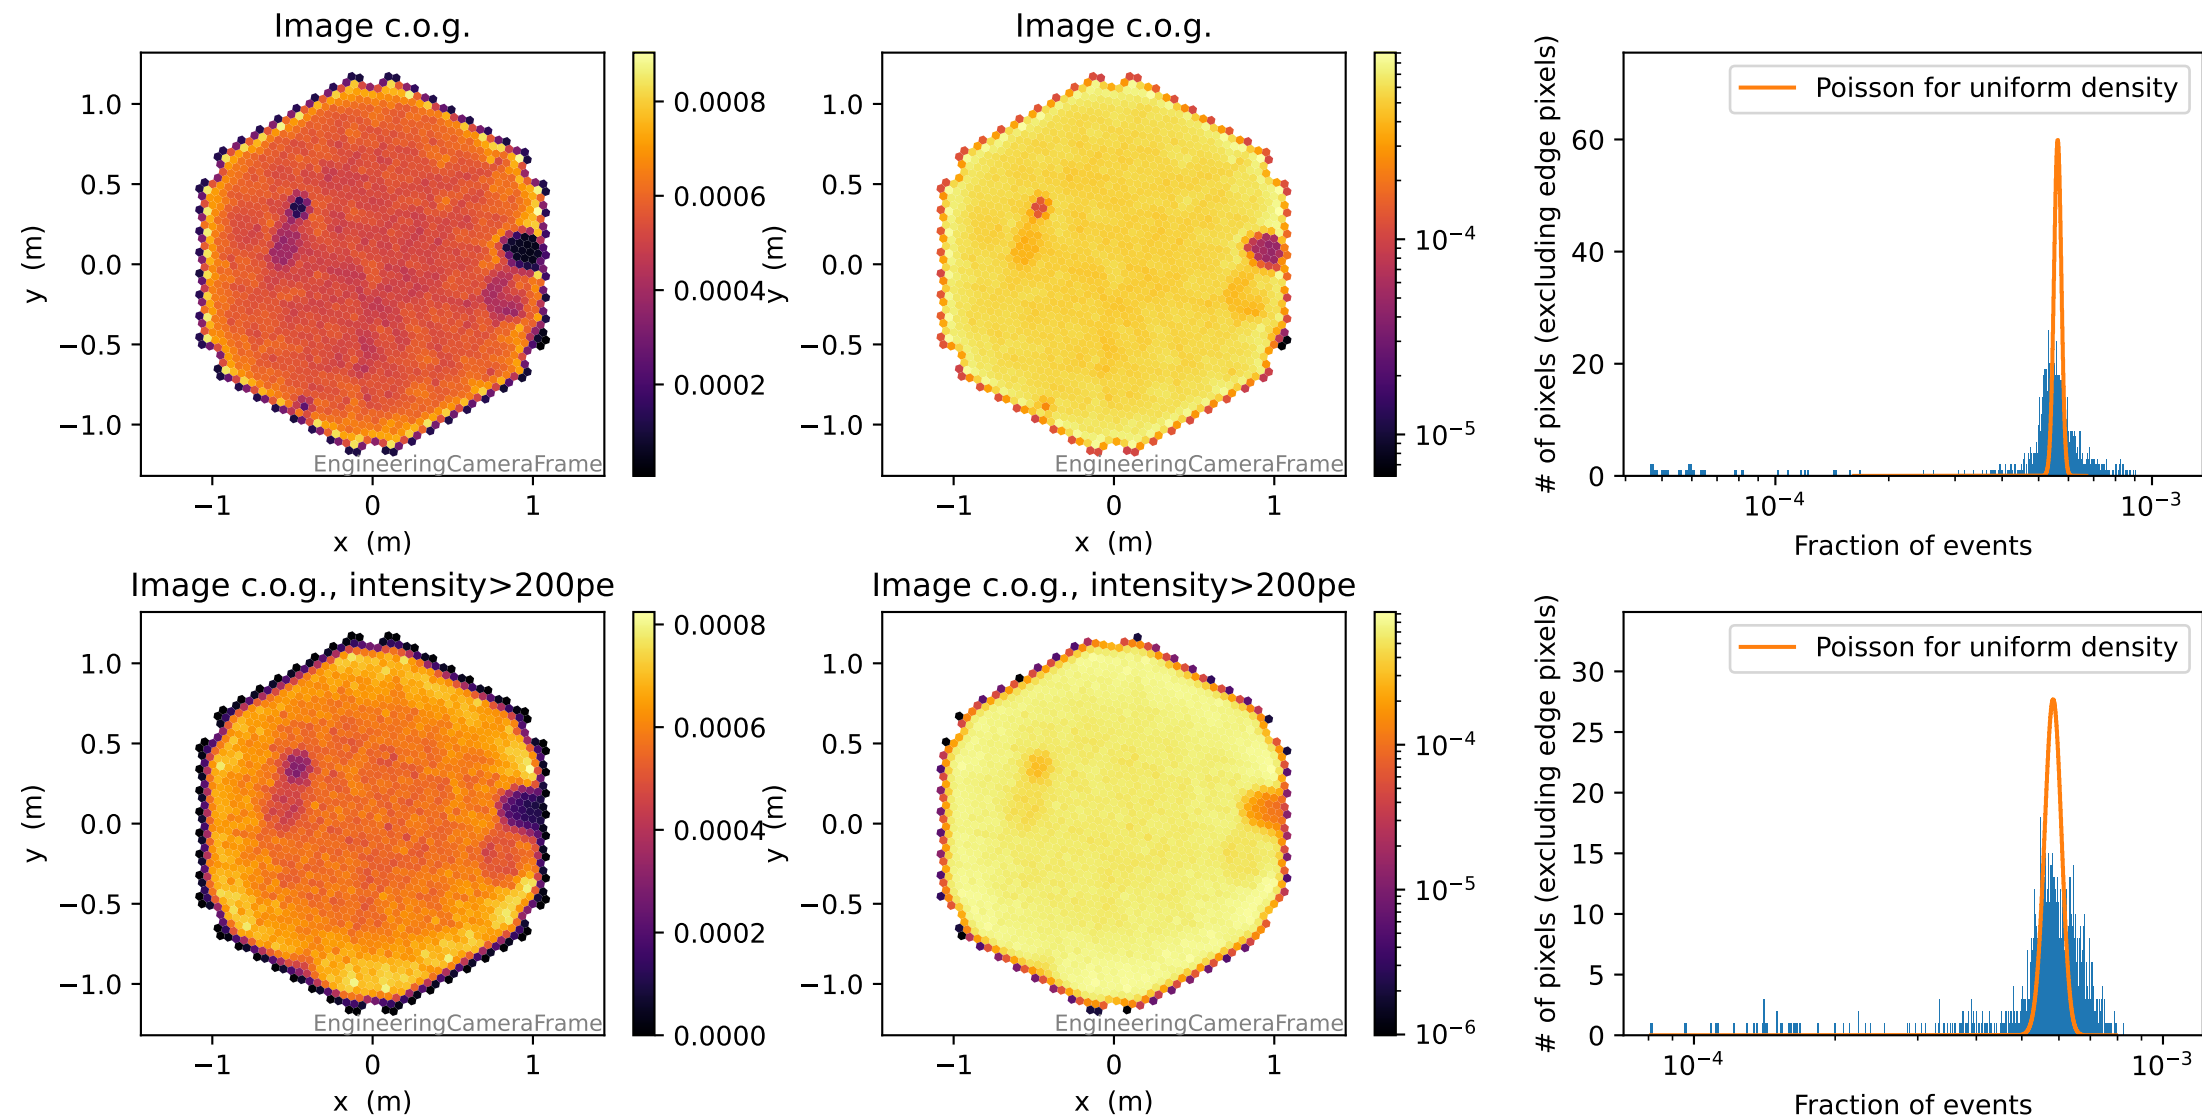 Image c.o.g.
y (m)
1.0
0.5
0.0
−0.5
−1.0
−1
0
1
x (m)
EngineeringCameraFrame
0.0008
0.0006
0.0004
0.0002
Image c.o.g.
y (m)
1.0
0.5
0.0
−0.5
−1.0
−1
0
1
x (m)
EngineeringCameraFrame
10−4
10−5
# of pixels (excluding edge pixels)
60
40
20
0
Poisson for uniform density
10−4
10−3
Fraction of events
Image c.o.g., intensity>200pe
y (m)
1.0
0.5
0.0
−0.5
−1.0
−1
0
1
x (m)
EngineeringCameraFrame
0.0008
0.0006
0.0004
0.0002
0.0000
Image c.o.g., intensity>200pe
y (m)
1.0
0.5
0.0
−0.5
−1.0
−1
0
1
x (m)
EngineeringCameraFrame
10−4
10−5
10−6
# of pixels (excluding edge pixels)
30
25
20
15
10
5
0
Poisson for uniform density
10−4
10−3
Fraction of events